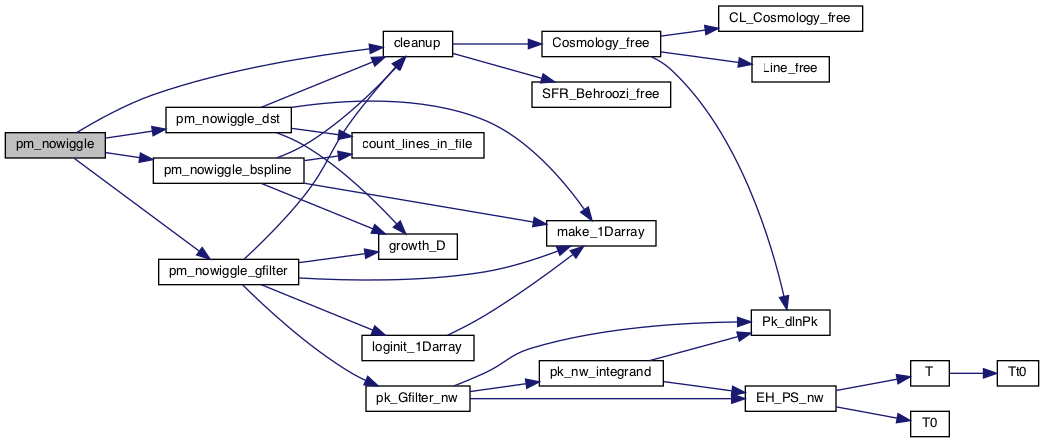 pm_nowiggle
cleanup
Cosmology_free
CL_Cosmology_free
Line_free
SFR_Behroozi_free
pm_nowiggle_dst
count_lines_in_file
pm_nowiggle_bspline
growth_D
make_1Darray
pm_nowiggle_gfilter
loginit_1Darray
Pk_dlnPk
pk_Gfilter_nw
pk_nw_integrand
EH_PS_nw
T
Tt0
T0